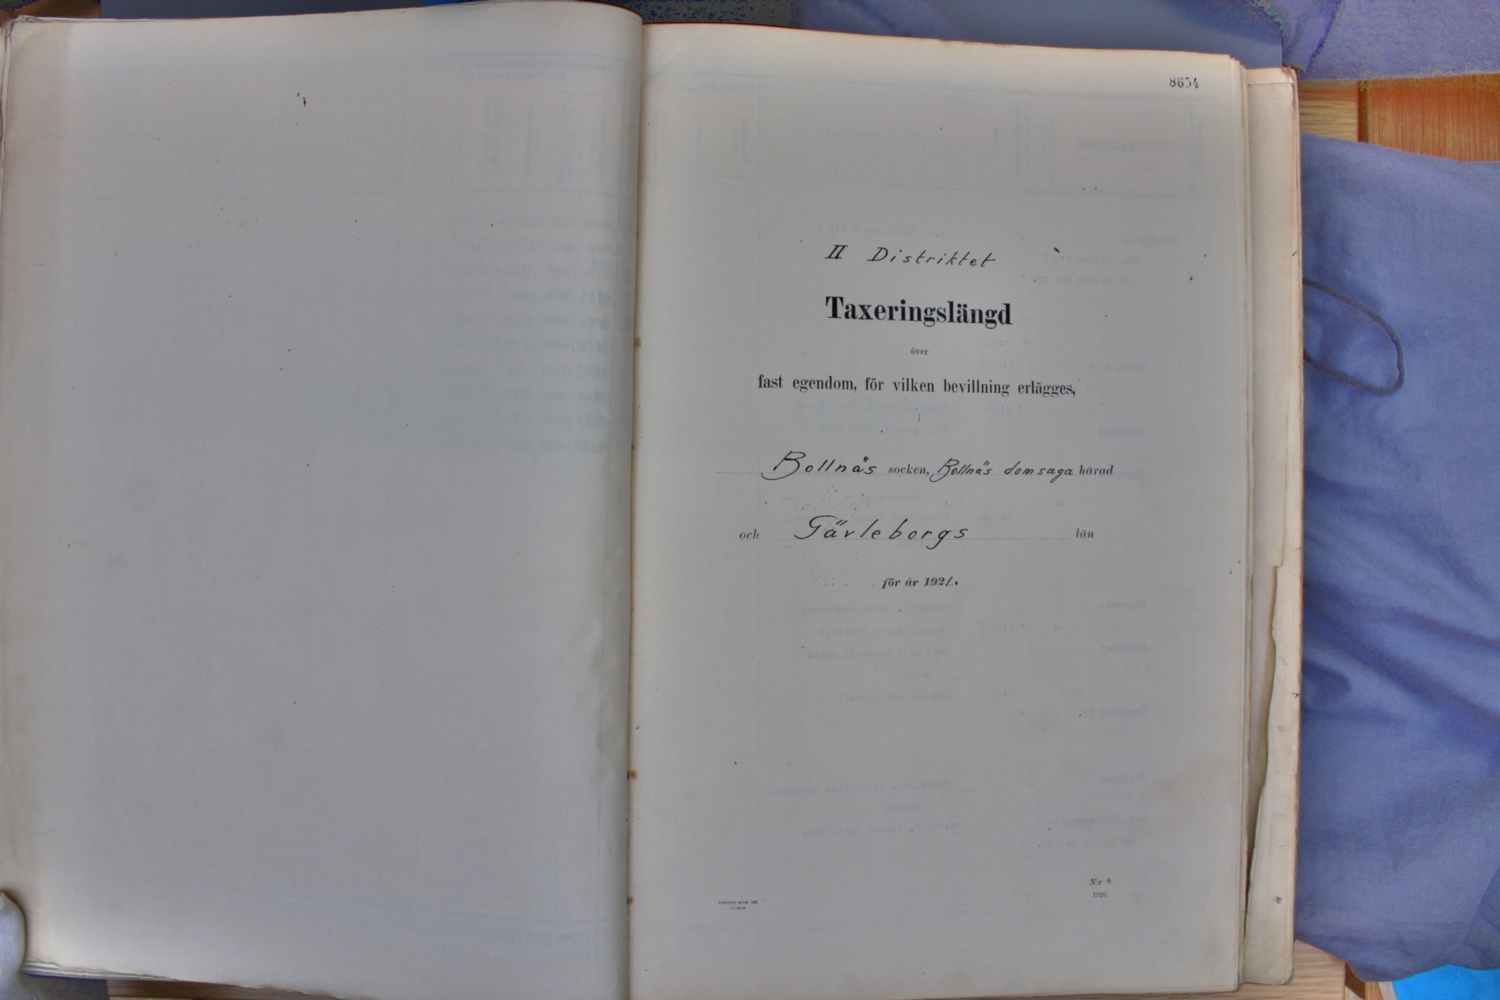 8654
II Distriktet
Taxeringslängd
över
fast egendom, för vilken bevillning erlägges,
Bollnäs socken, Bollnäs domsaga härad
och Gävleborgs län
för år 1921.
N:r 9.
1920.